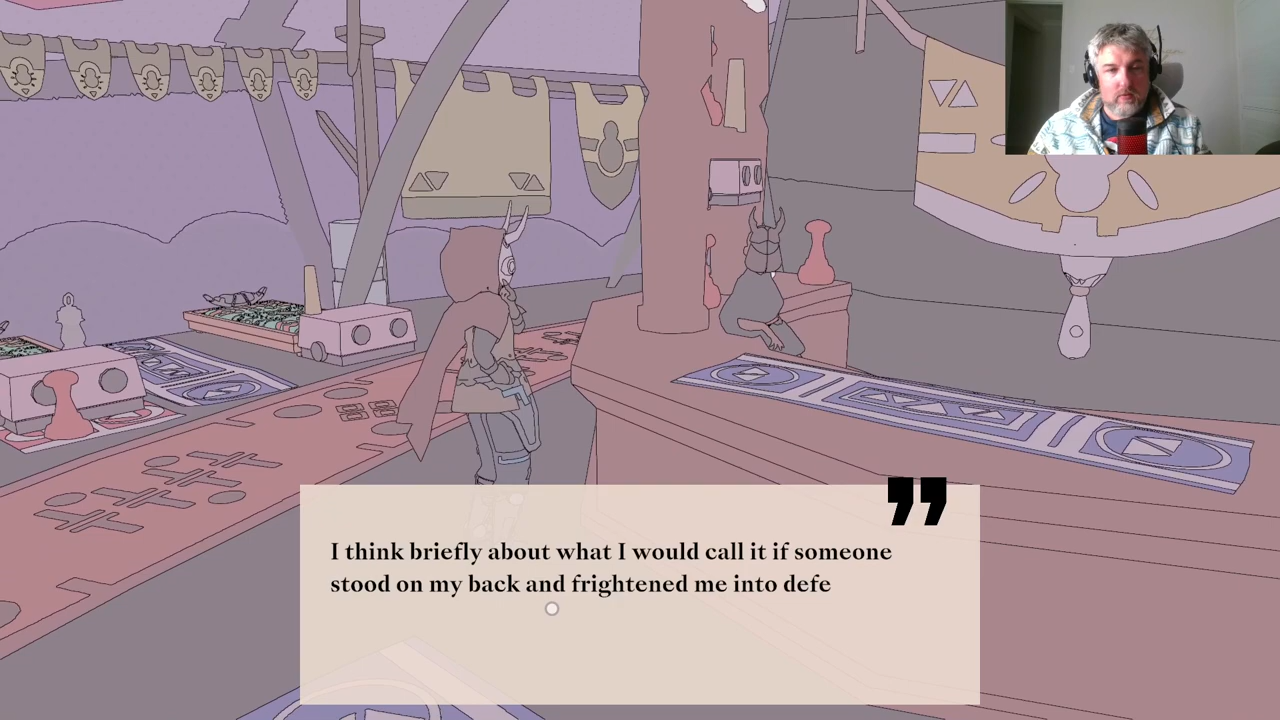 I think briefly about what I would call it if someone
stood on my back and frightened me into defe